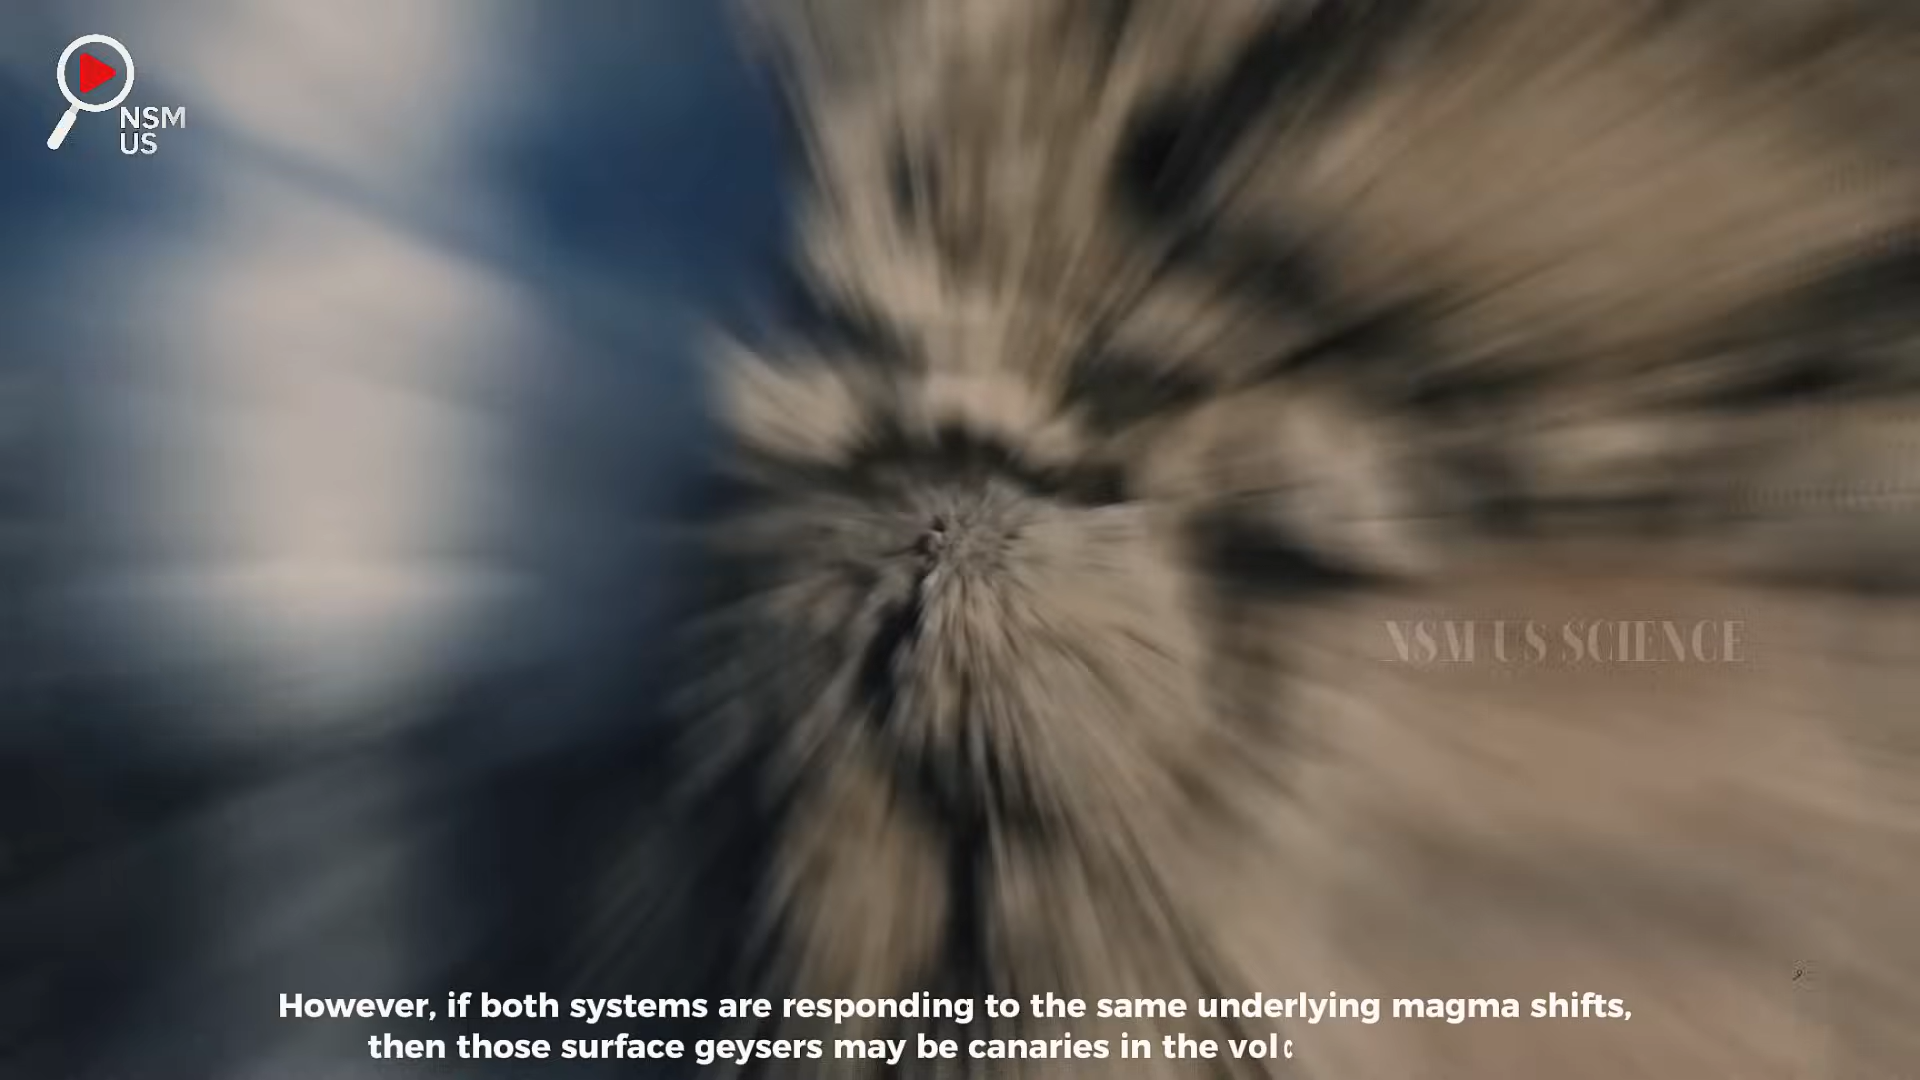 NSM
US
NSM US SCIENCE
However, if both systems are responding to the same underlying magma shifts,
then those surface geysers may be canaries in the